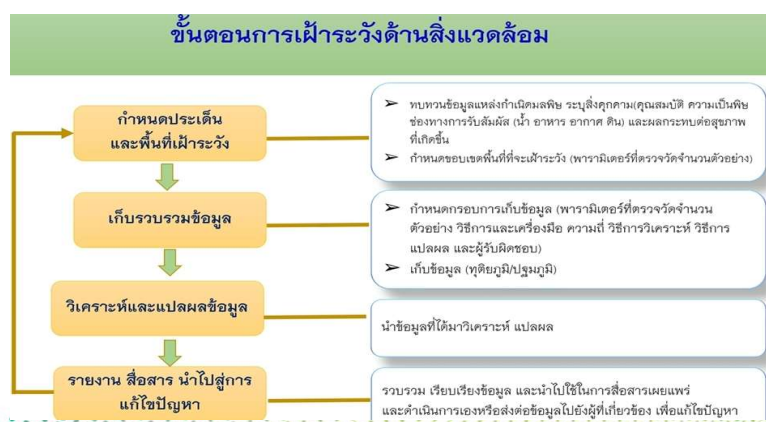 ขั้นตอนการเฝ้าระวังด้านสิ่งแวดล้อม
กำหนดประเด็น
และพื้นที่เฝ้าระวัง
➢ ทบทวนข้อมูลแหล่งกำเนิดมลพิษ ระบุสิ่งคุกคาม(คุณสมบัติ ความเป็นพิษ
ช่องทางการรับสัมผัส (น้ำ อาหาร อากาศ ดิน) และผลกระทบต่อสุขภาพ
ที่เกิดขึ้น
➢ กำหนดขอบเขตพื้นที่ที่จะเฝ้าระวัง (พารามิเตอร์ที่ตรวจวัดจำนวนตัวอย่าง)
เก็บรวบรวมข้อมูล
➢ กำหนดกรอบการเก็บข้อมูล (พารามิเตอร์ที่ตรวจวัดจำนวน
ตัวอย่าง วิธีการและเครื่องมือ ความถี่ วิธีการวิเคราะห์ วิธีการ
แปลผล และผู้รับผิดชอบ)
➢ เก็บข้อมูล (ทุติยภูมิ/ปฐมภูมิ)
วิเคราะห์และแปลผลข้อมูล
นำข้อมูลที่ได้มาวิเคราะห์ แปลผล
รายงาน สื่อสาร นำไปสู่การ
แก้ไขปัญหา
รวบรวม เรียบเรียงข้อมูล และนำไปใช้ในการสื่อสารเผยแพร่
และดำเนินการเองหรือส่งต่อข้อมูลไปยังผู้ที่เกี่ยวข้อง เพื่อแก้ไขปัญหา